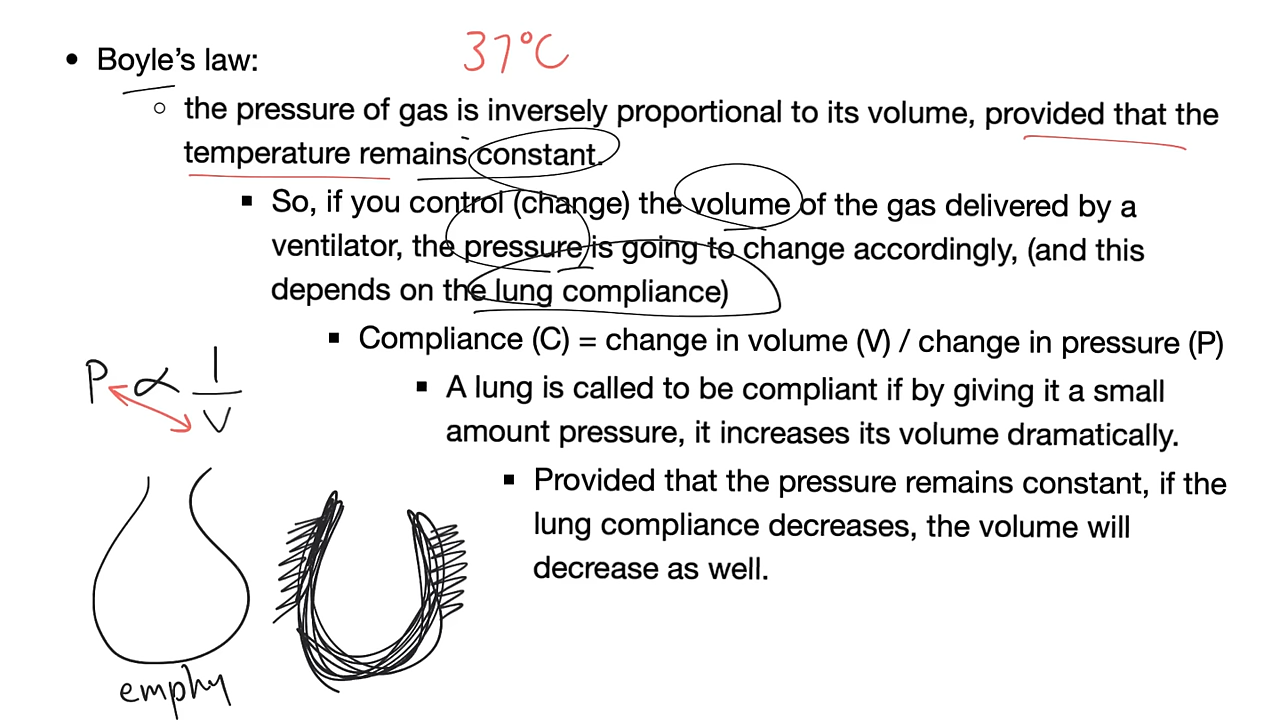 37°C
• Boyle's law:
○ the pressure of gas is inversely proportional to its volume, provided that the
temperature remains constant.
▪ So, if you control (change) the volume of the gas delivered by a
ventilator, the pressure is going to change accordingly, (and this
depends on the lung compliance)
▪ Compliance (C) = change in volume (V) / change in pressure (P)
▪ A lung is called to be compliant if by giving it a small
amount pressure, it increases its volume dramatically.
▪ Provided that the pressure remains constant, if the
lung compliance decreases, the volume will
decrease as well.
P ∝ 1/V
emphy